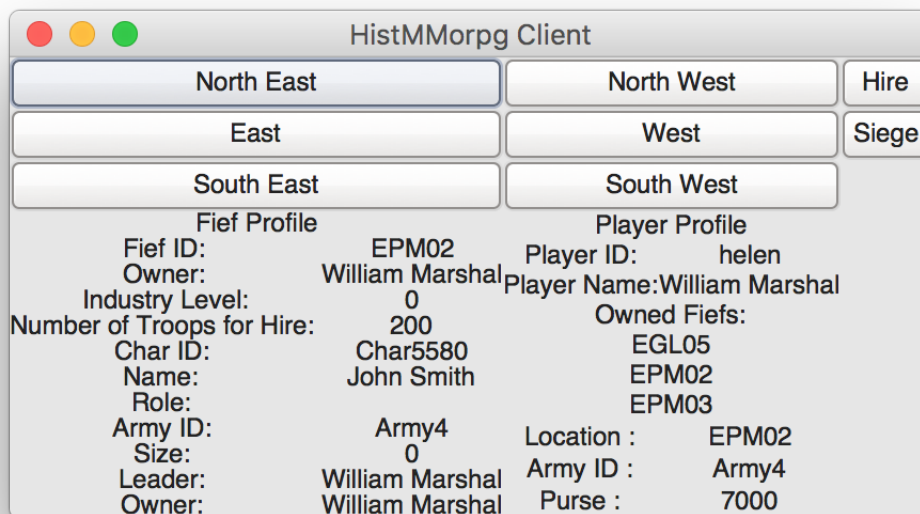 HistMMorpg Client
North East North West Hire
East West Siege
South East South West
Fief Profile
Fief ID: EPM02
Owner: William Marshal
Industry Level: 0
Number of Troops for Hire: 200
Char ID: Char5580
Name: John Smith
Role:
Army ID: Army4
Size: 0
Leader: William Marshal
Owner: William Marshal
Player Profile
Player ID: helen
Player Name:William Marshal
Owned Fiefs:
EGL05
EPM02
EPM03
Location : EPM02
Army ID : Army4
Purse : 7000